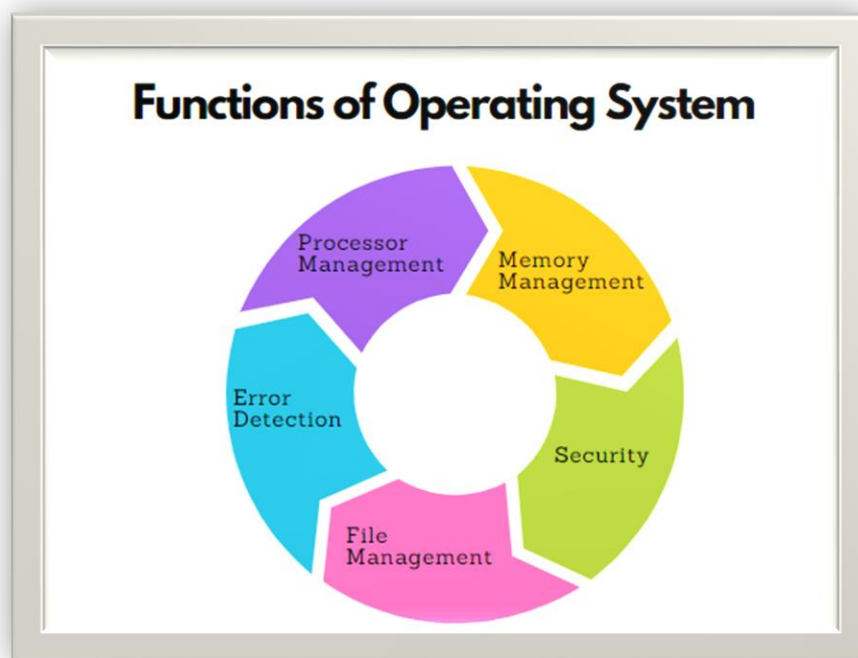 Functions of Operating System
Processor
Management
Memory
Management
Security
File
Management
Error
Detection